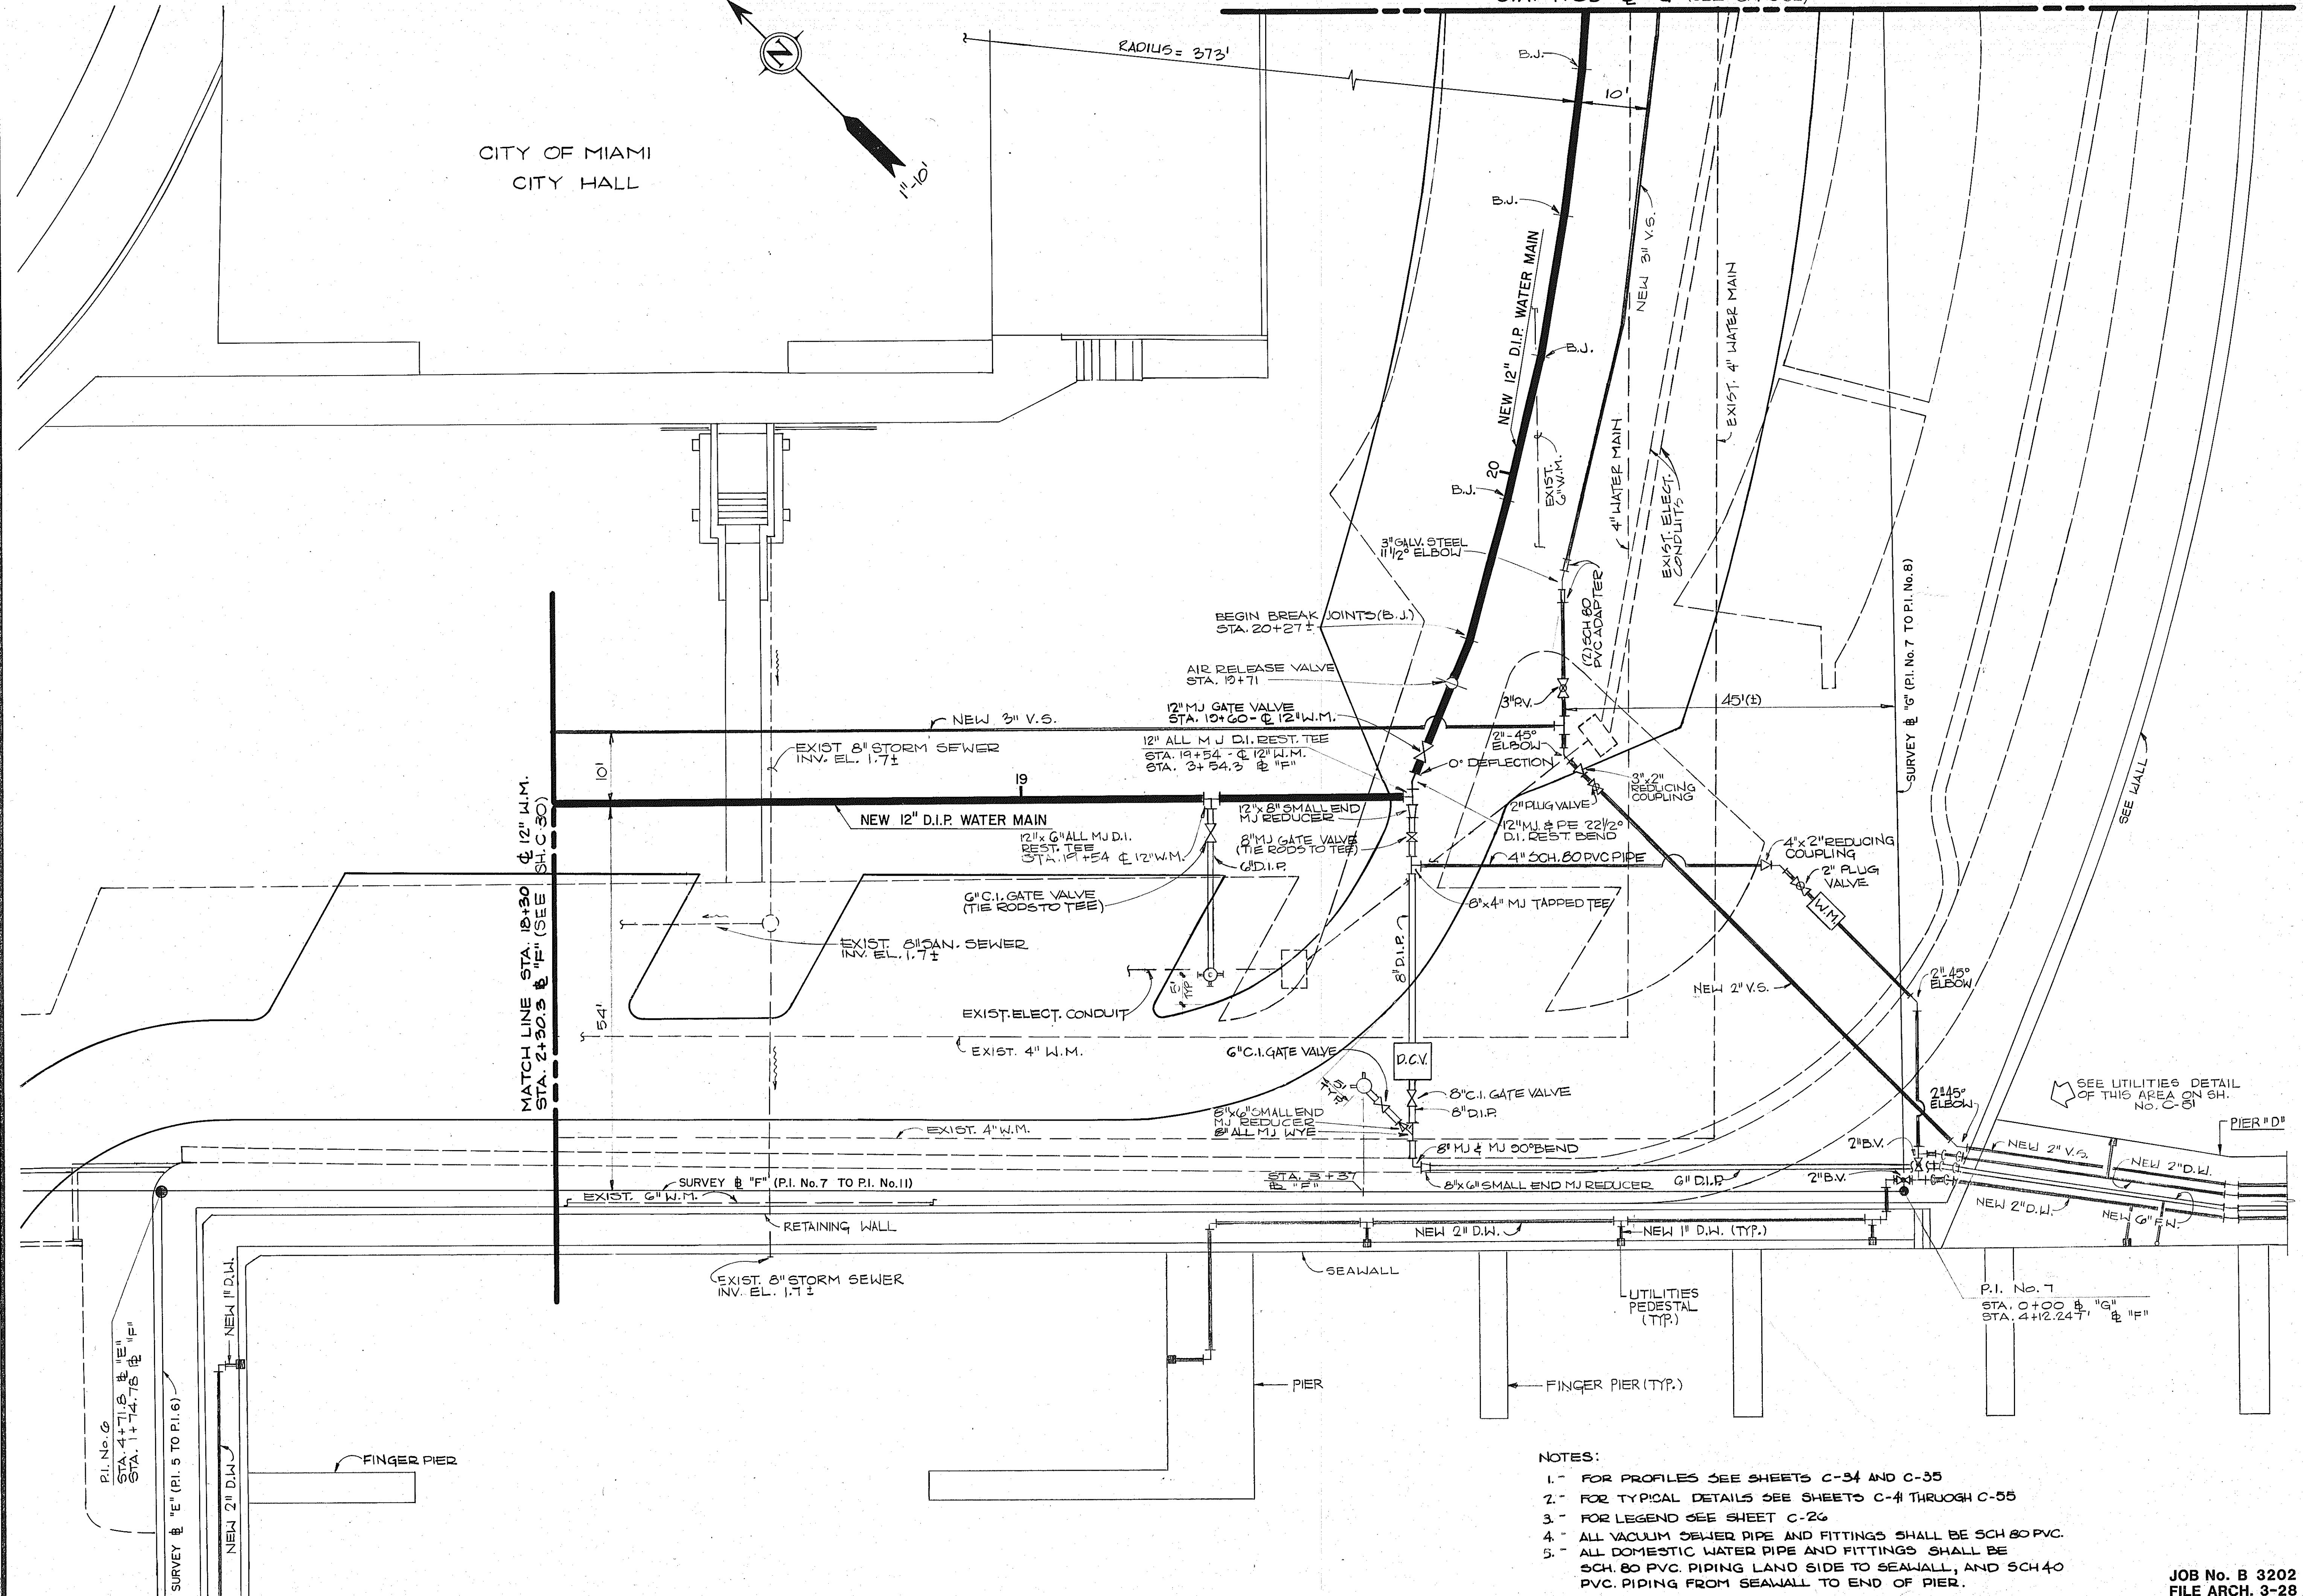 RADIUS = 373'
B.J.
10'
CITY OF MIAMI
CITY HALL
N
1"-10'
B.J.
NEW 12" D.I.P. WATER MAIN
NEW 3" V.S.
EXIST. 4" WATER MAIN
B.J.
20
B.J.
EXIST.
6" W.M.
4" WATER MAIN
EXIST. ELECT.
CONDUITS
3" GALV. STEEL
11 1/2° ELBOW
(2) SCH 80
PVC ADAPTER
SURVEY ℄ "G" (P.I. No. 7 TO P.I. No. 8)
BEGIN BREAK JOINTS (B.J.)
STA. 20+27±
AIR RELEASE VALVE
STA. 19+71
3" P.V.
45'(±)
SEE WALL
NEW 3" V.S.
12" MJ GATE VALVE
STA. 19+60 - ℄ 12" W.M.
EXIST 8" STORM SEWER
INV. EL. 1.7±
12" ALL M J D.I. REST. TEE
STA. 19+54 - ℄ 12" W.M.
STA. 3+54.3 ℄ "F"
2"-45°
ELBOW
0° DEFLECTION
3"x2"
REDUCING
COUPLING
10'
19
NEW 12" D.I.P. WATER MAIN
12"x8" SMALL END
MJ REDUCER
2" PLUG VALVE
12" MJ & PE 22 1/2°
D.I. REST. BEND
12"x 6" ALL MJ D.I.
REST. TEE
STA. 19+54 ℄ 12" W.M.
8" MJ GATE VALVE
(TIE RODS TO TEE)
4" SCH. 80 PVC PIPE
4"x2" REDUCING
COUPLING
2" PLUG
VALVE
W.M.
6" D.I.P.
6" C.I. GATE VALVE
(TIE RODS TO TEE)
8"x4" MJ TAPPED TEE
MATCH LINE STA. 18+30 ℄ 12" W.M.
STA. 2+30.3 ℄ "F" (SEE SH. C 30)
EXIST. 8" SAN. SEWER
INV. EL. 1.7±
8" D.I.P.
5'
TYP
NEW 2" V.S.
2"-45°
ELBOW
54'
EXIST. ELECT. CONDUIT
EXIST. 4" W.M.
6" C.I. GATE VALVE
D.C.V.
8" C.I. GATE VALVE
8" D.I.P.
8"x6" SMALL END
MJ REDUCER
8" ALL MJ WYE
2"45°
ELBOW
SEE UTILITIES DETAIL
OF THIS AREA ON SH.
No. C-51
PIER "D"
EXIST. 4" W.M.
8" MJ & MJ 90° BEND
2" B.V.
NEW 2" V.S.
NEW 2" D.W.
STA. 3+37
℄ "F"
8"x6" SMALL END MJ REDUCER
6" D.I.P.
2" B.V.
NEW 2" D.W.
NEW 6" F.W.
SURVEY ℄ "F" (P.I. No. 7 TO P.I. No. 11)
EXIST. 6" W.M.
RETAINING WALL
NEW 2" D.W.
NEW 1" D.W. (TYP.)
SEAWALL
EXIST. 8" STORM SEWER
INV. EL. 1.7±
UTILITIES
PEDESTAL
(TYP.)
P.I. No. 7
STA. 0+00 ℄ "G"
STA. 4+12.247' ℄ "F"
NEW 1" D.W.
P.I. No. 6
STA. 4+71.8 ℄ "E"
STA. 1+74.78 ℄ "F"
SURVEY ℄ "E" (P.I. 5 TO P.I. 6)
NEW 2" D.W.
PIER
FINGER PIER (TYP.)
FINGER PIER
NOTES:
1. - FOR PROFILES SEE SHEETS C-34 AND C-35
2. - FOR TYPICAL DETAILS SEE SHEETS C-41 THRUOGH C-55
3. - FOR LEGEND SEE SHEET C-26
4. - ALL VACUUM SEWER PIPE AND FITTINGS SHALL BE SCH 80 PVC.
5. - ALL DOMESTIC WATER PIPE AND FITTINGS SHALL BE
SCH. 80 PVC. PIPING LAND SIDE TO SEAWALL, AND SCH 40
PVC. PIPING FROM SEAWALL TO END OF PIER.
JOB No. B 3202
FILE ARCH. 3-28